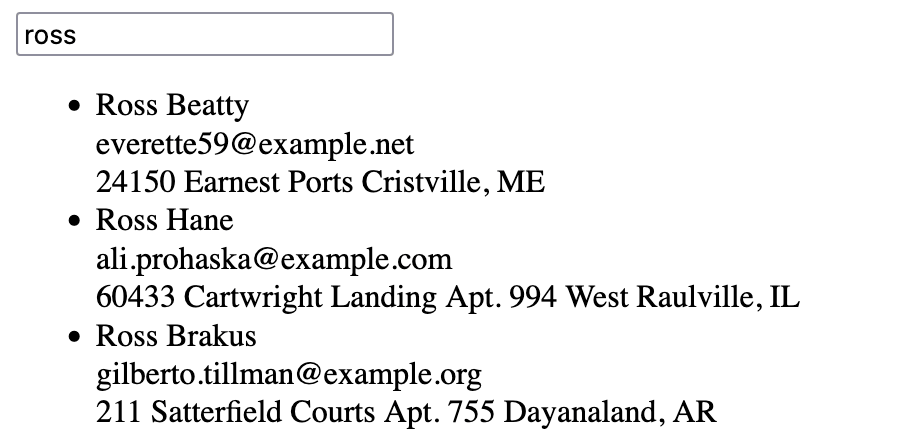 ross
Ross Beatty
everette59@example.net
24150 Earnest Ports Cristville, ME
Ross Hane
ali.prohaska@example.com
60433 Cartwright Landing Apt. 994 West Raulville, IL
Ross Brakus
gilberto.tillman@example.org
211 Satterfield Courts Apt. 755 Dayanaland, AR